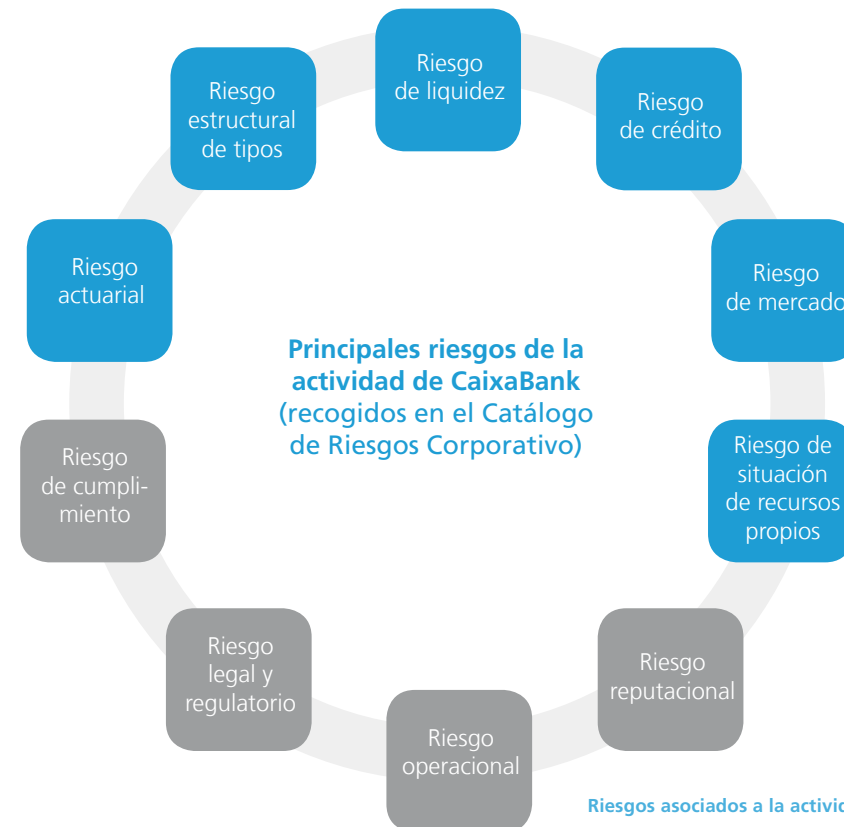 Riesgo
de liquidez
Riesgo
de crédito
Riesgo
de mercado
Riesgo de
situación
de recursos
propios
Riesgo
reputacional
Riesgo
operacional
Riesgo
legal y
regulatorio
Riesgo
de cumpli-
miento
Riesgo
actuarial
Riesgo
estructural
de tipos
Principales riesgos de la
actividad de CaixaBank
(recogidos en el Catálogo
de Riesgos Corporativo)
Riesgos asociados a la activid